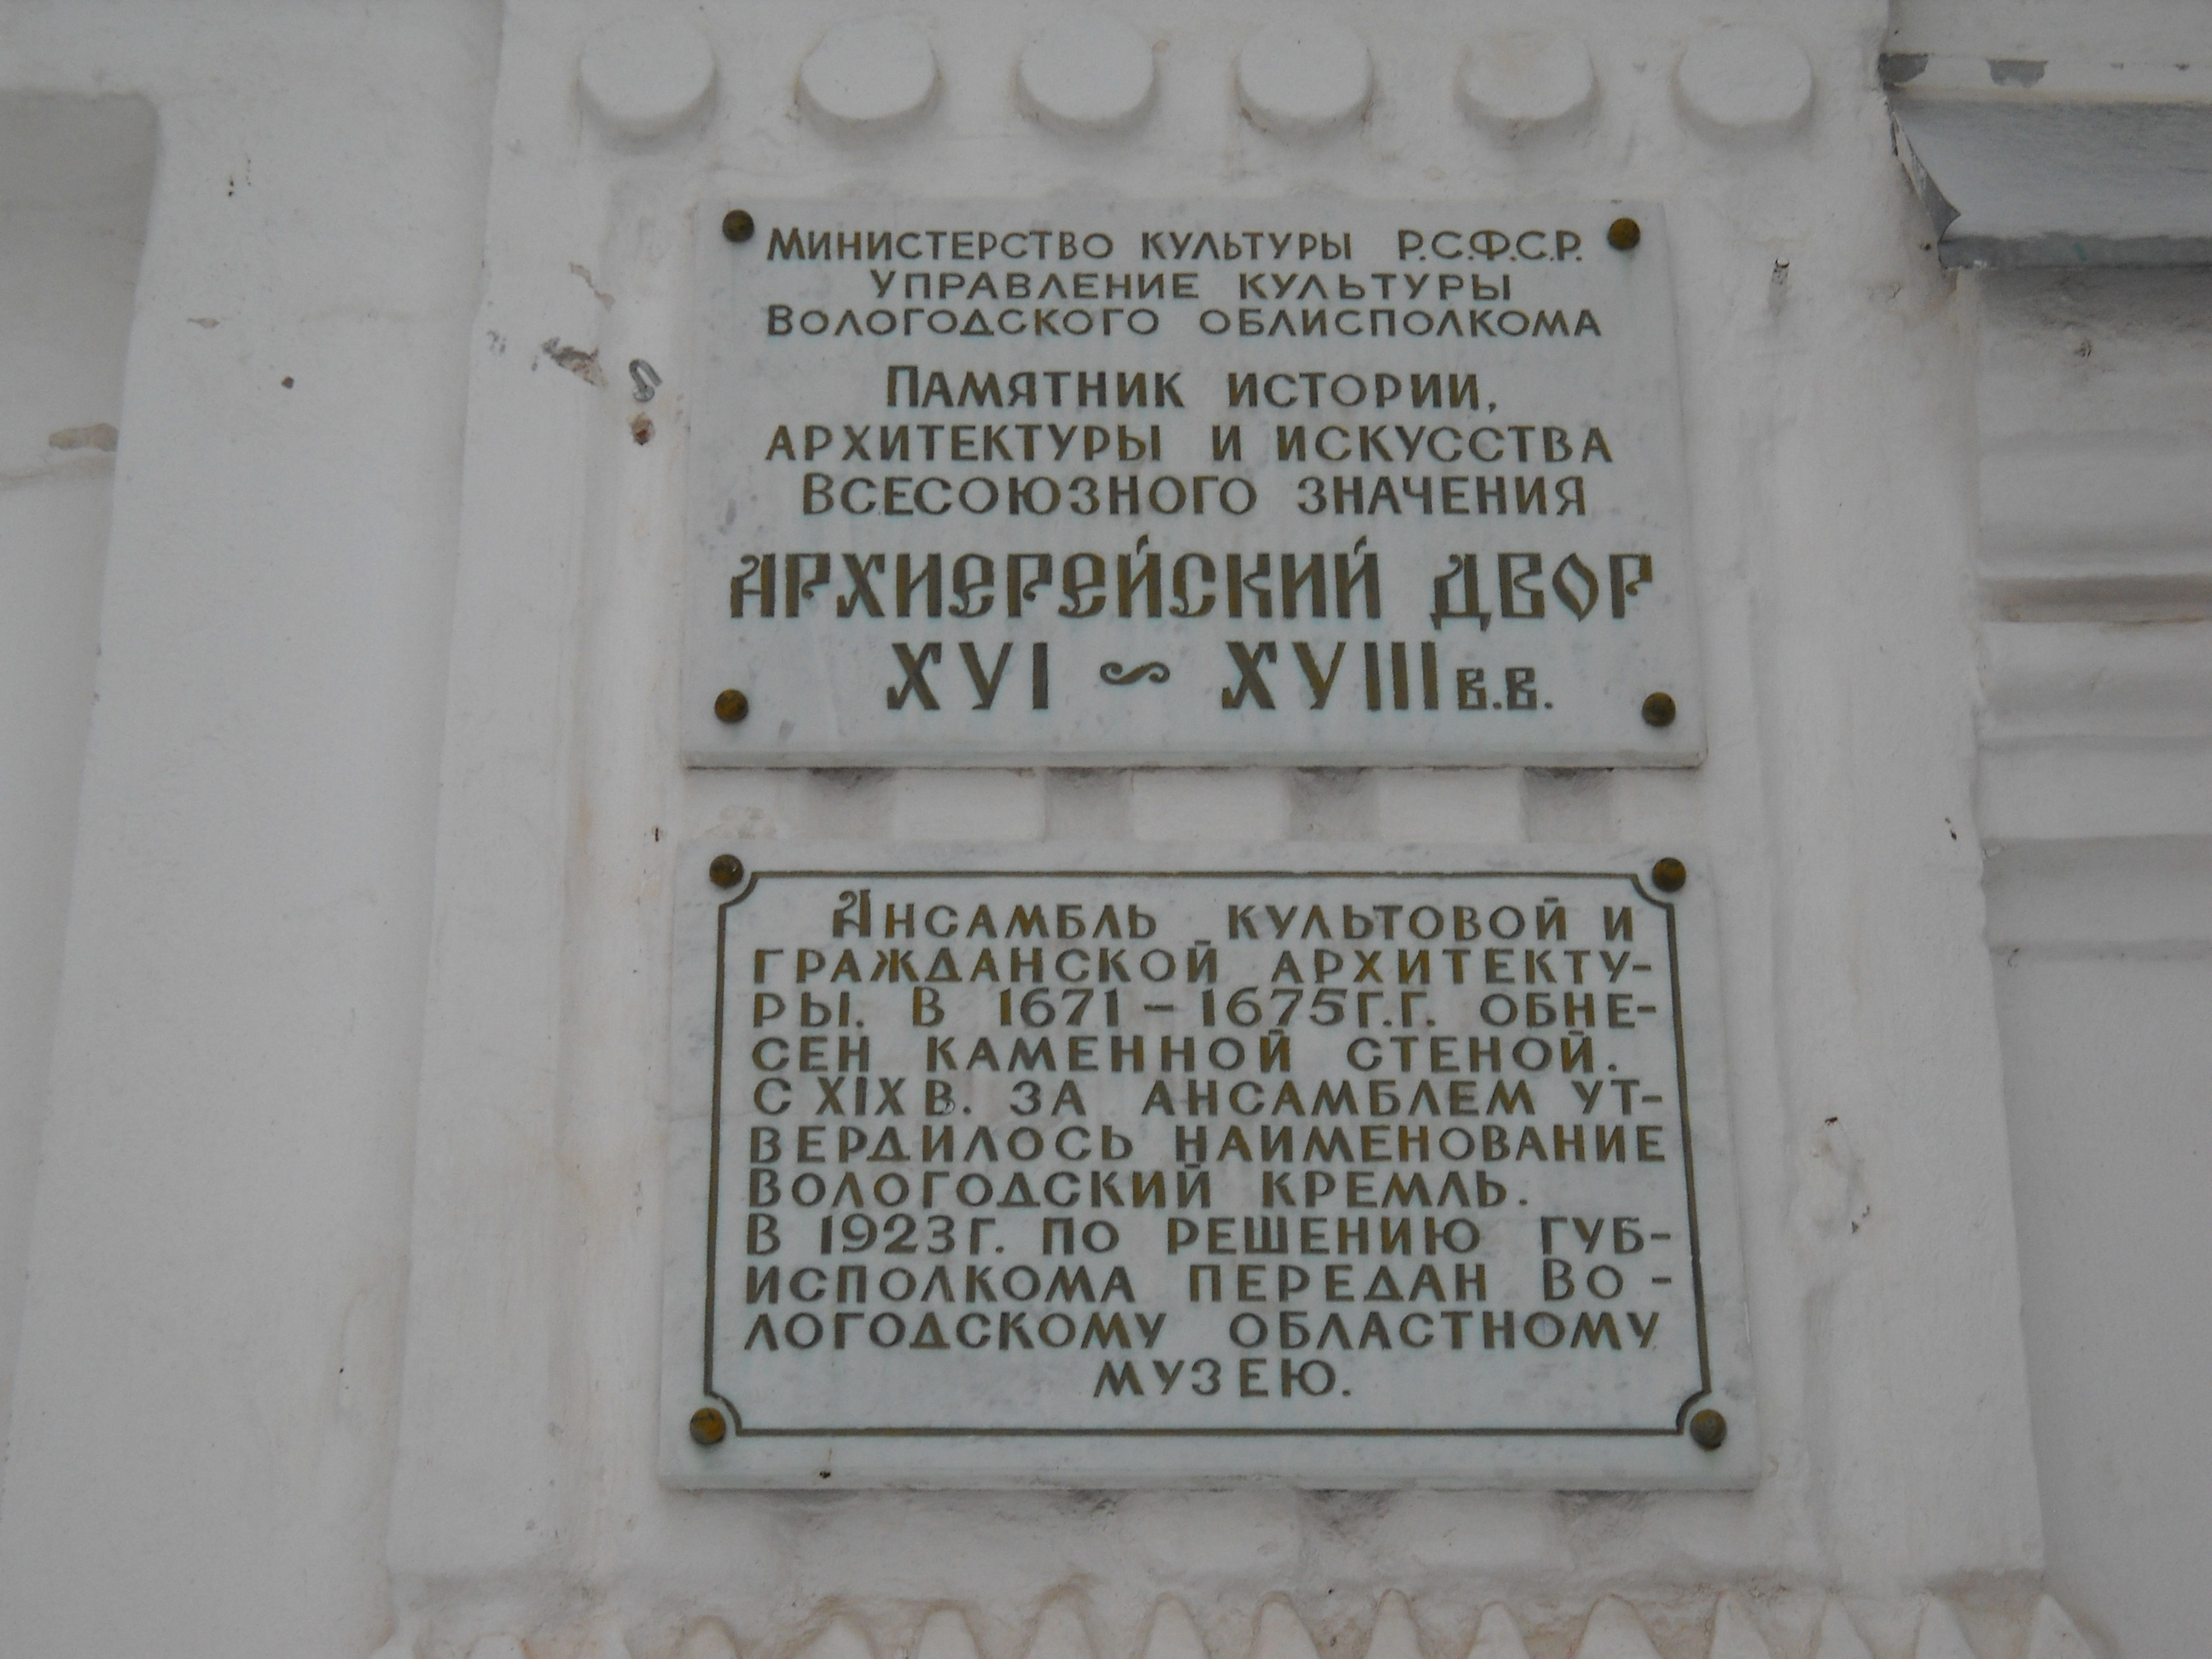 Министерство культуры Р.С.Ф.С.Р.
управление культуры
Вологодского облисполкома
Памятник истории,
архитектуры и искусства
всесоюзного значения
Архиерейский двор
XVI ~ XVIII в.в.
Ансамбль культовой и
гражданской архитекту-
ры. В 1671 – 1675 г.г. обне-
сен каменной стеной.
С XIX в. за ансамблем ут-
вердилось наименование
Вологодский кремль.
В 1923 г. по решению губ-
исполкома передан Во-
логодскому областному
музею.